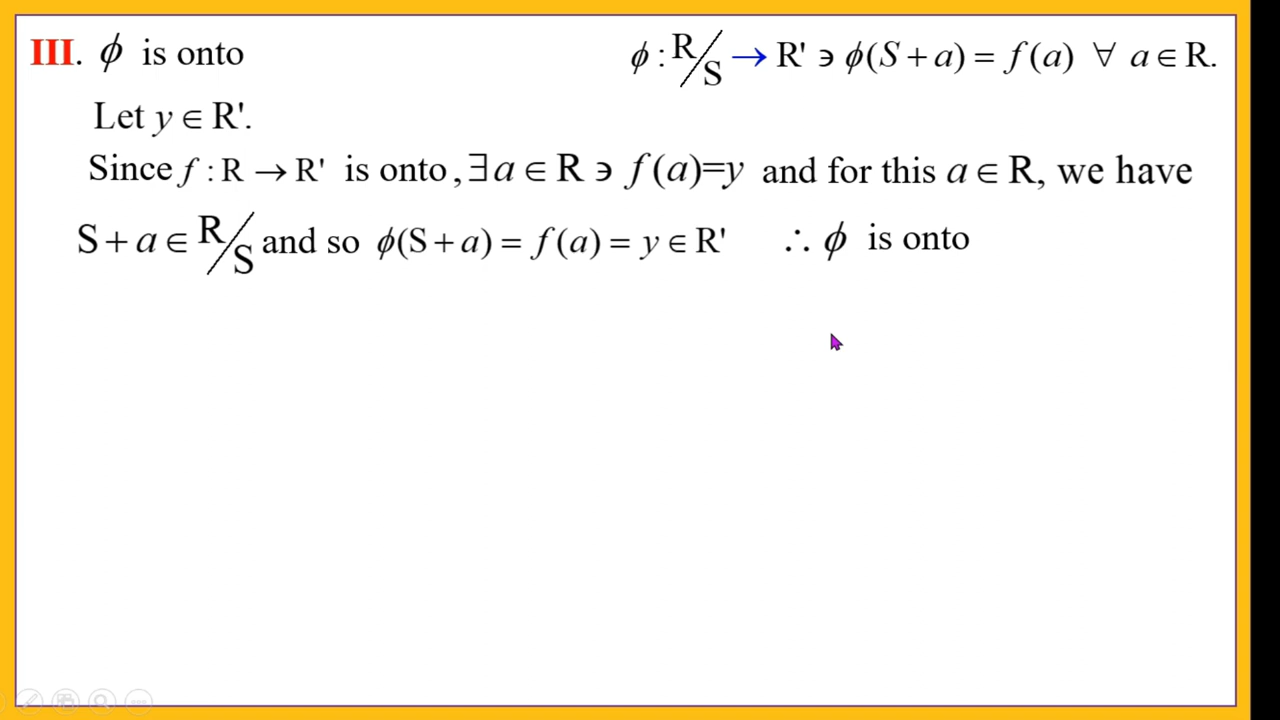 III. ϕ is onto
ϕ : R/S → R' ∍ ϕ(S + a) = f(a) ∀ a ∈ R.
Let y ∈ R'.
Since f : R → R' is onto, ∃ a ∈ R ∍ f(a)=y and for this a ∈ R, we have
S + a ∈ R/S and so ϕ(S + a) = f(a) = y ∈ R' ∴ ϕ is onto